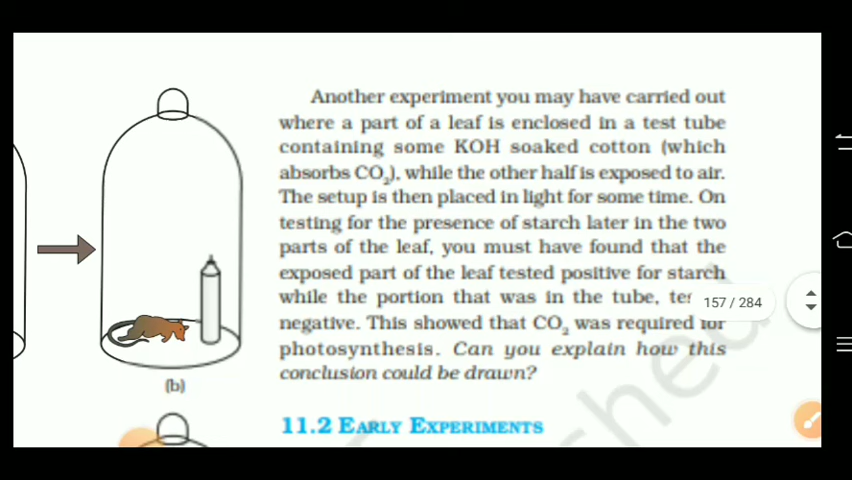 Another experiment you may have carried out
where a part of a leaf is enclosed in a test tube
containing some KOH soaked cotton (which
absorbs CO₂), while the other half is exposed to air.
The setup is then placed in light for some time. On
testing for the presence of starch later in the two
parts of the leaf, you must have found that the
exposed part of the leaf tested positive for starch
while the portion that was in the tube,
157 / 284
negative. This showed that CO₂ was required for
photosynthesis. Can you explain how this
conclusion could be drawn?
(b)
11.2 EARLY EXPERIMENTS